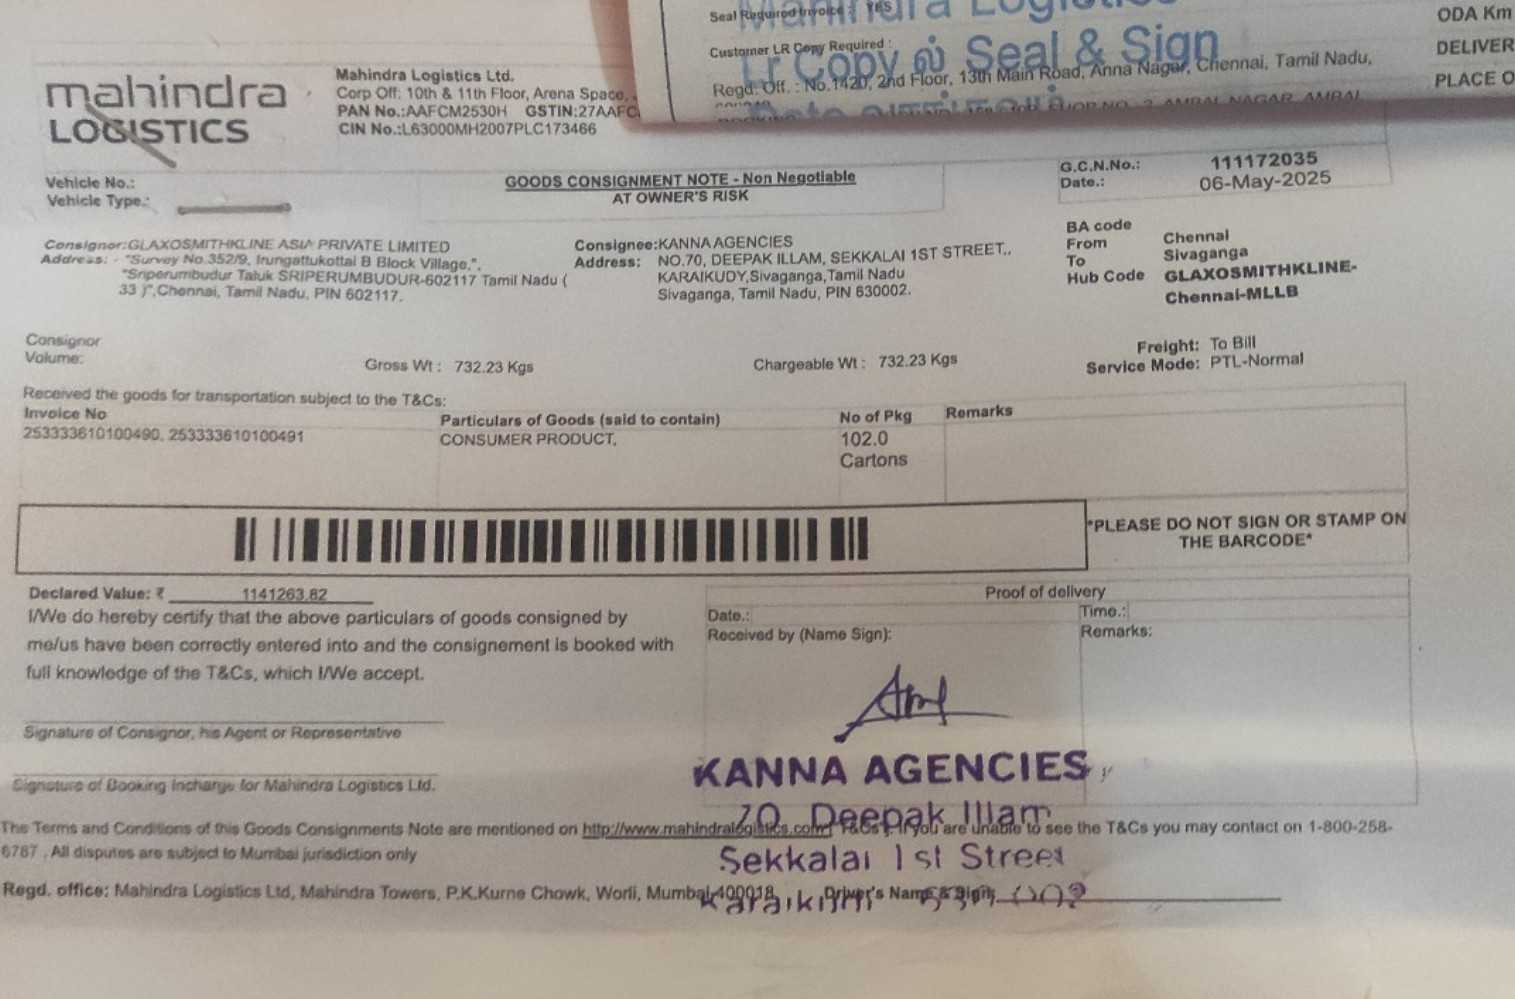 Seal Required Invoice : YES
Mahindra Logistics
Customer LR Copy Required :
Lr Copy ல் Seal & Sign
Regd. Off. : No.1420, 2nd Floor, 13th Main Road, Anna Nagar, Chennai, Tamil Nadu,
ODA Km
DELIVER
PLACE O
mahindra
LOGISTICS
Mahindra Logistics Ltd.
Corp Off: 10th & 11th Floor, Arena Space,
PAN No.:AAFCM2530H GSTIN:27AAFC
CIN No.:L63000MH2007PLC173466
Vehicle No.:
Vehicle Type.:
GOODS CONSIGNMENT NOTE - Non Negotiable
AT OWNER'S RISK
G.C.N.No.: 111172035
Date.: 06-May-2025
Consignor:GLAXOSMITHKLINE ASIA PRIVATE LIMITED
Address: - "Survey No.352/9, Irungattukottai B Block Village,",
"Sriperumbudur Taluk SRIPERUMBUDUR-602117 Tamil Nadu (
33 )",Chennai, Tamil Nadu, PIN 602117.
Consignee:KANNA AGENCIES
Address: NO.70, DEEPAK ILLAM, SEKKALAI 1ST STREET,,
KARAIKUDY,Sivaganga,Tamil Nadu
Sivaganga, Tamil Nadu, PIN 630002.
BA code
From Chennai
To Sivaganga
Hub Code GLAXOSMITHKLINE-
Chennai-MLLB
Consignor
Volume:
Gross Wt : 732.23 Kgs
Chargeable Wt : 732.23 Kgs
Freight: To Bill
Service Mode: PTL-Normal
Received the goods for transportation subject to the T&Cs:
Invoice No
253333610100490, 253333610100491
Particulars of Goods (said to contain)
CONSUMER PRODUCT,
No of Pkg
102.0
Cartons
Remarks
*PLEASE DO NOT SIGN OR STAMP ON
THE BARCODE*
Declared Value: ₹ 1141263.82
I/We do hereby certify that the above particulars of goods consigned by
me/us have been correctly entered into and the consignement is booked with
full knowledge of the T&Cs, which I/We accept.
Signature of Consignor, his Agent or Representative
Signature of Booking Incharge for Mahindra Logistics Ltd.
Proof of delivery
Date.:
Time.:
Received by (Name Sign):
Remarks:
KANNA AGENCIES
70 Deepak Illam
Sekkalai 1st Street
The Terms and Conditions of this Goods Consignments Note are mentioned on http://www.mahindralogistics.com/ T&Cs . If you are unable to see the T&Cs you may contact on 1-800-258-
6787 . All disputes are subject to Mumbai jurisdiction only
Regd. office: Mahindra Logistics Ltd, Mahindra Towers, P.K.Kurne Chowk, Worli, Mumbai-400018. Driver's Name & Sign: